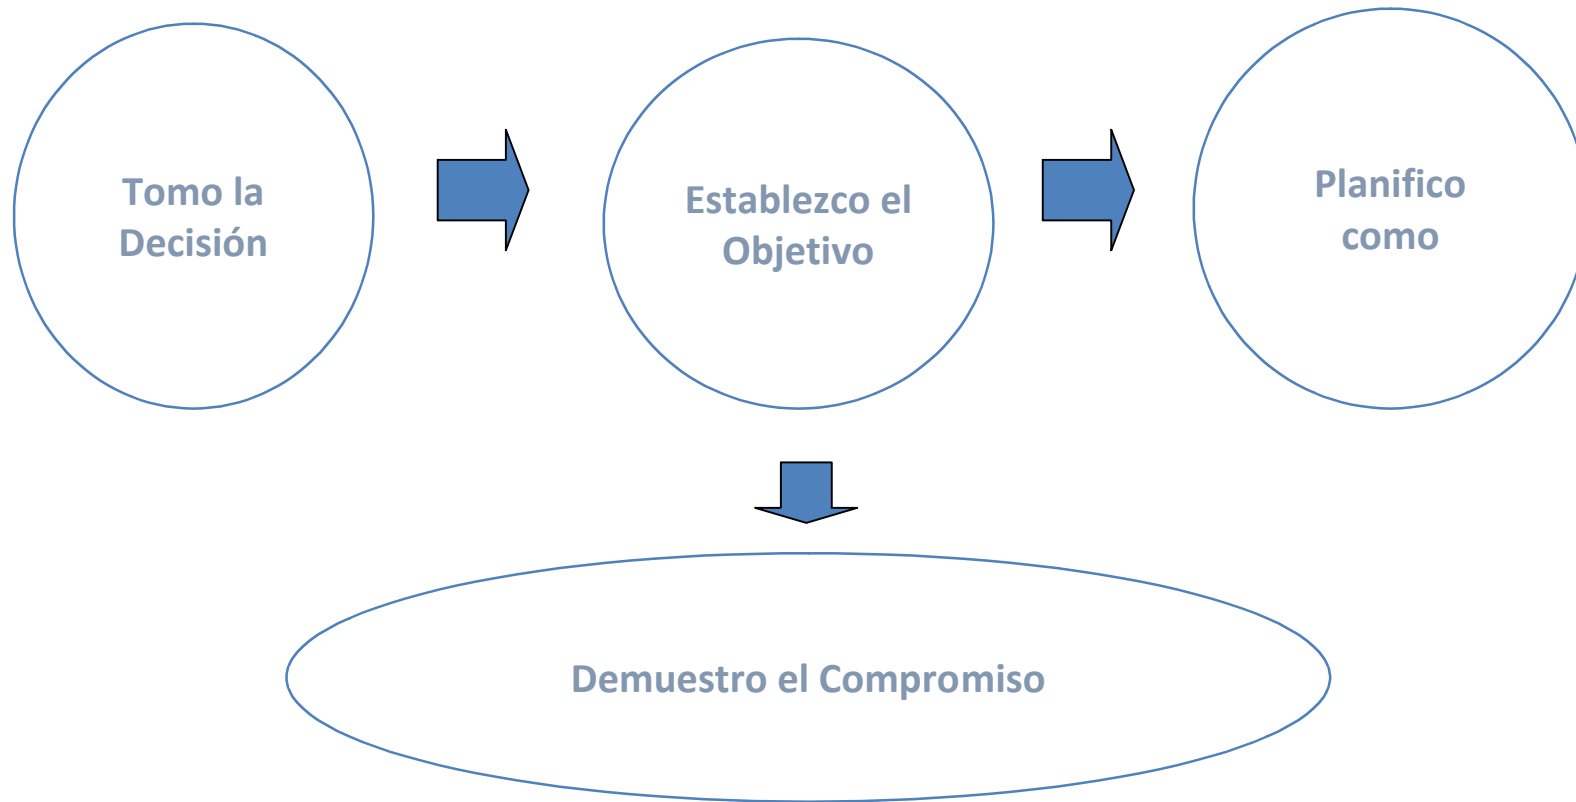 Tomo la
Decisión
Establezco el
Objetivo
Planifico
como
Demuestro el Compromiso